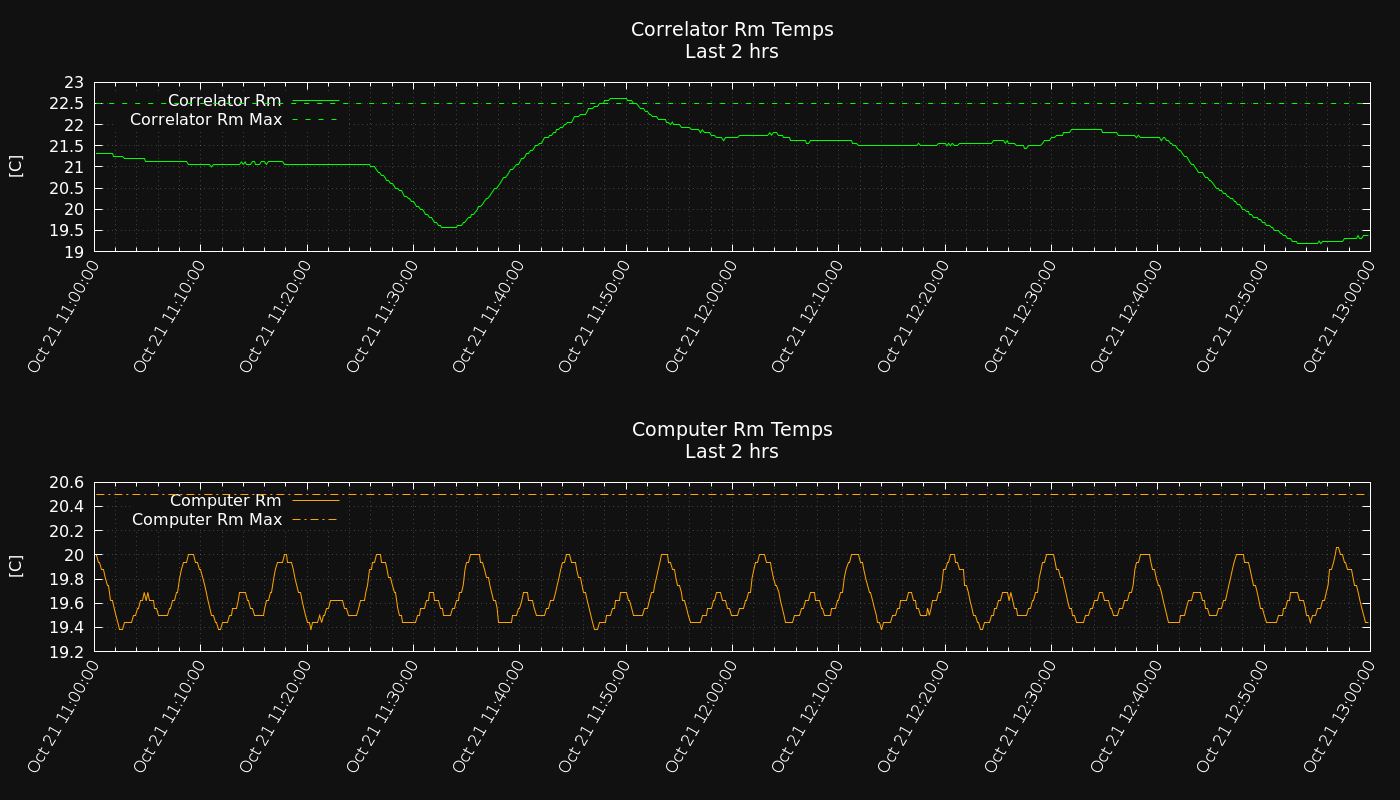 Correlator Rm Temps
Last 2 hrs
23
22.5
22
21.5
21
20.5
20
19.5
19
[C]
Correlator Rm
Correlator Rm Max
Oct 21 11:00:00
Oct 21 11:10:00
Oct 21 11:20:00
Oct 21 11:30:00
Oct 21 11:40:00
Oct 21 11:50:00
Oct 21 12:00:00
Oct 21 12:10:00
Oct 21 12:20:00
Oct 21 12:30:00
Oct 21 12:40:00
Oct 21 12:50:00
Oct 21 13:00:00
Computer Rm Temps
Last 2 hrs
20.6
20.4
20.2
20
19.8
19.6
19.4
19.2
[C]
Computer Rm
Computer Rm Max
Oct 21 11:00:00
Oct 21 11:10:00
Oct 21 11:20:00
Oct 21 11:30:00
Oct 21 11:40:00
Oct 21 11:50:00
Oct 21 12:00:00
Oct 21 12:10:00
Oct 21 12:20:00
Oct 21 12:30:00
Oct 21 12:40:00
Oct 21 12:50:00
Oct 21 13:00:00